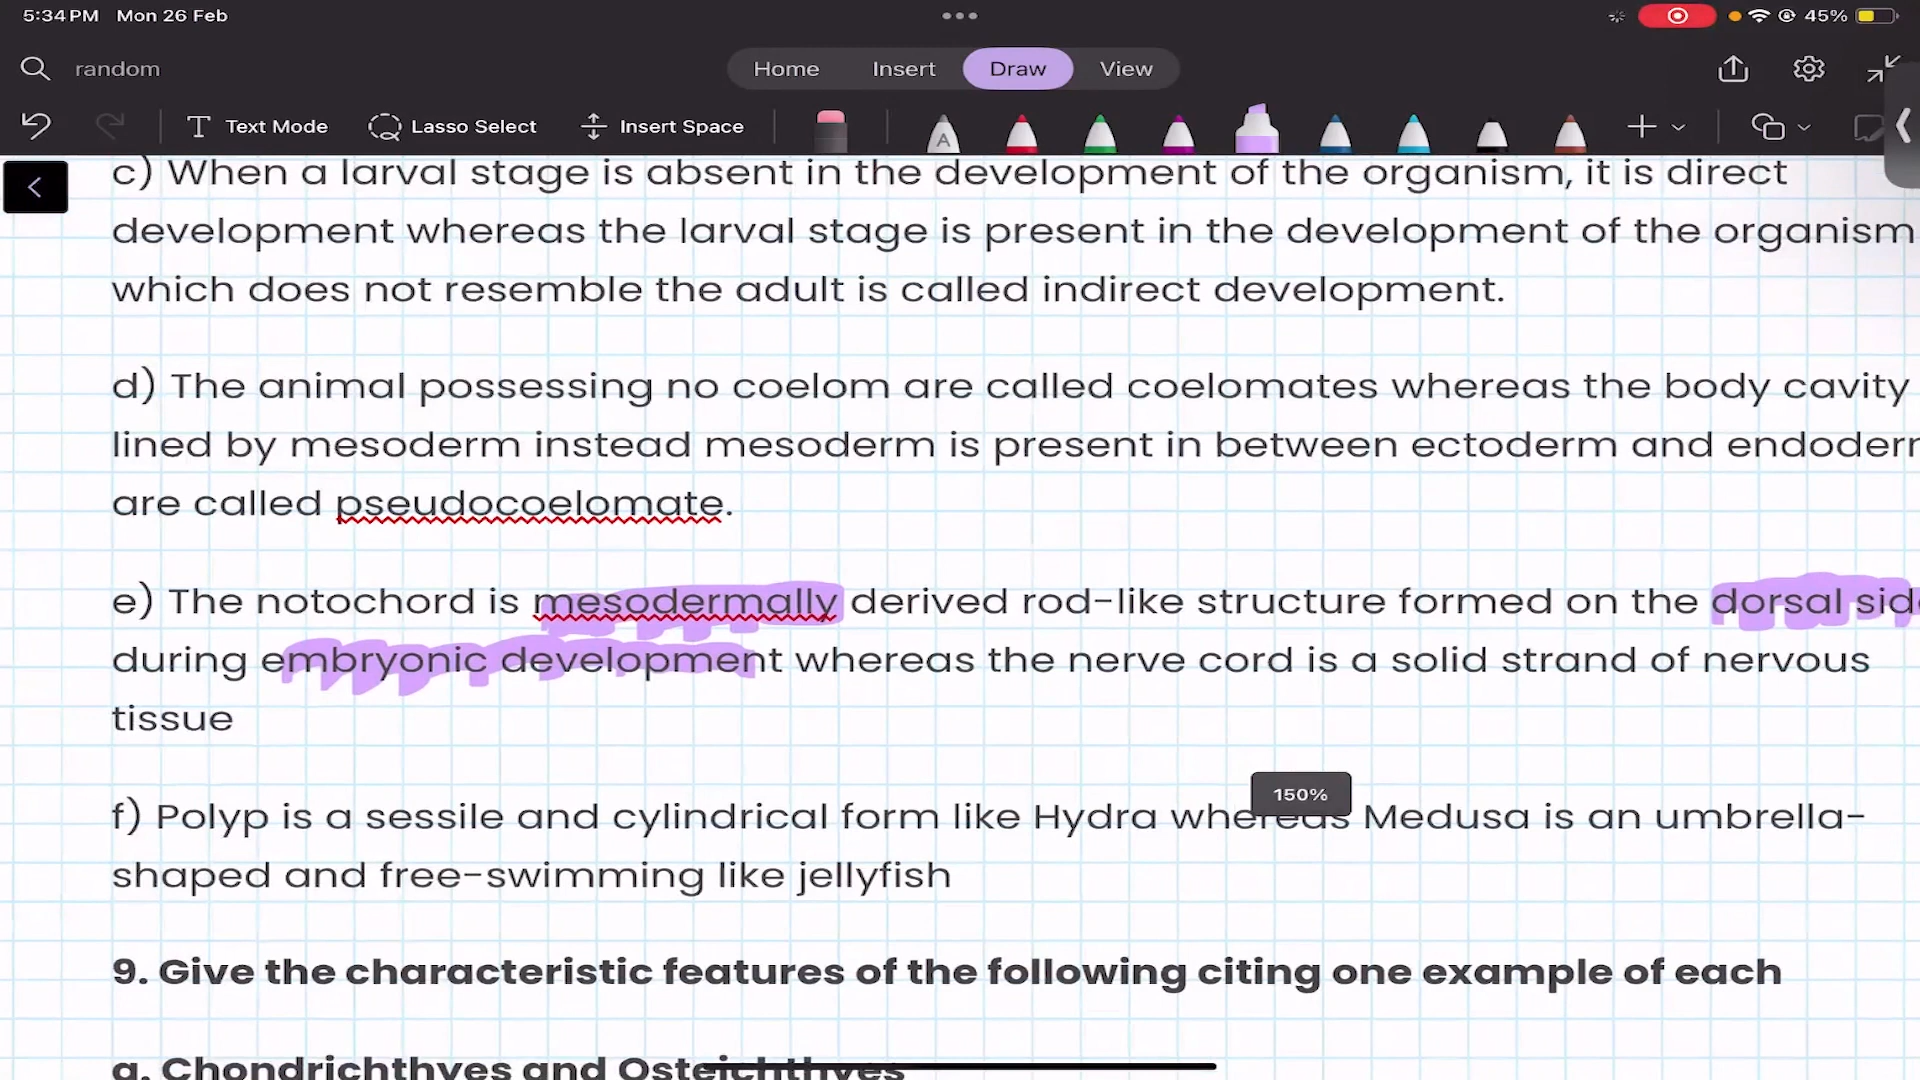 5:34 PM Mon 26 Feb
45%
random
Home Insert Draw View
Text Mode Lasso Select Insert Space
A
c) When a larval stage is absent in the development of the organism, it is direct
development whereas the larval stage is present in the development of the organism
which does not resemble the adult is called indirect development.
d) The animal possessing no coelom are called coelomates whereas the body cavity
lined by mesoderm instead mesoderm is present in between ectoderm and
are called pseudocoelomate.
e) The notochord is mesodermally derived rod-like structure formed on the dorsal
during embryonic development whereas the nerve cord is a solid strand of nervous
tissue
150%
f) Polyp is a sessile and cylindrical form like Hydra whereas Medusa is an umbrella-
shaped and free-swimming like jellyfish
9. Give the characteristic features of the following citing one example of each
a. Chondrichthyes and Osteichthyes